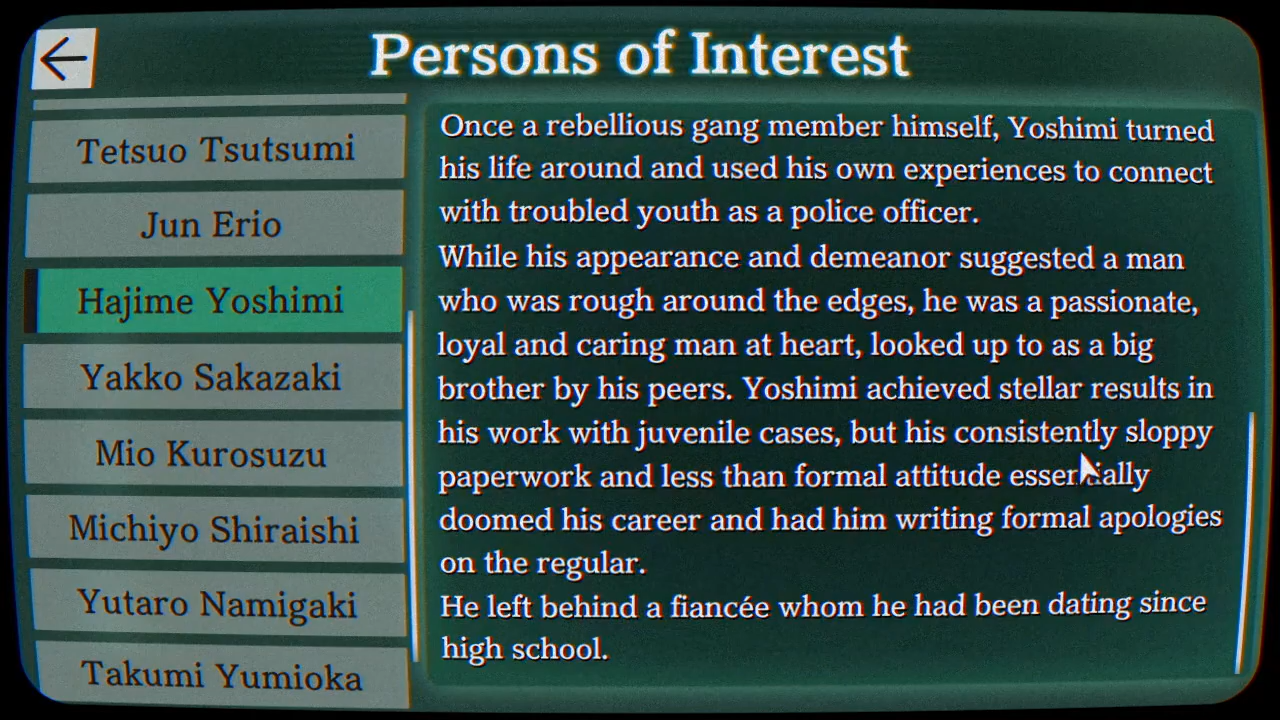 Persons of Interest
Tetsuo Tsutsumi
Jun Erio
Hajime Yoshimi
Yakko Sakazaki
Mio Kurosuzu
Michiyo Shiraishi
Yutaro Namigaki
Takumi Yumioka
Once a rebellious gang member himself, Yoshimi turned
his life around and used his own experiences to connect
with troubled youth as a police officer.
While his appearance and demeanor suggested a man
who was rough around the edges, he was a passionate,
loyal and caring man at heart, looked up to as a big
brother by his peers. Yoshimi achieved stellar results in
his work with juvenile cases, but his consistently sloppy
paperwork and less than formal attitude essentially
doomed his career and had him writing formal apologies
on the regular.
He left behind a fiancée whom he had been dating since
high school.